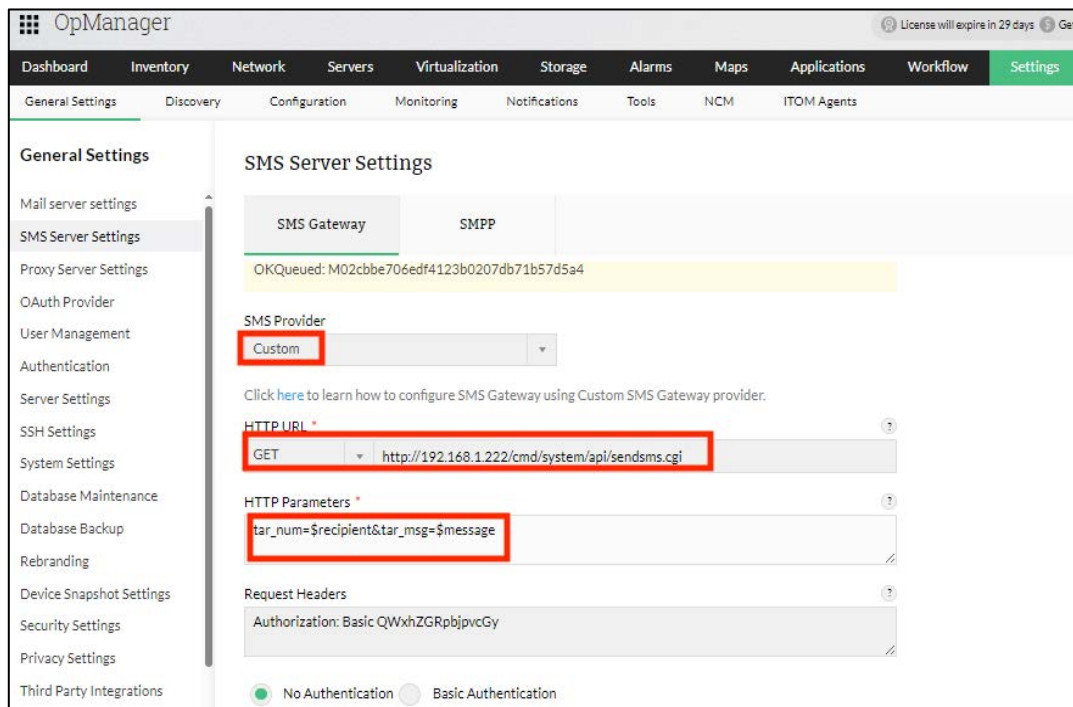 OpManager
License will expire in 29 days
Dashboard Inventory Network Servers Virtualization Storage Alarms Maps Applications Workflow Settings
General Settings Discovery Configuration Monitoring Notifications Tools NCM ITOM Agents
General Settings
Mail server settings
SMS Server Settings
Proxy Server Settings
OAuth Provider
User Management
Authentication
Server Settings
SSH Settings
System Settings
Database Maintenance
Database Backup
Rebranding
Device Snapshot Settings
Security Settings
Privacy Settings
Third Party Integrations
SMS Server Settings
SMS Gateway SMPP
OKQueued: M02cbbe706edf4123b0207db71b57d5a4
SMS Provider
Custom
Click here to learn how to configure SMS Gateway using Custom SMS Gateway provider.
HTTP URL * ?
GET http://192.168.1.222/cmd/system/api/sendsms.cgi
HTTP Parameters * ?
tar_num=$recipient&tar_msg=$message
Request Headers ?
Authorization: Basic QWxhZGRpbjpvcGy
No Authentication Basic Authentication